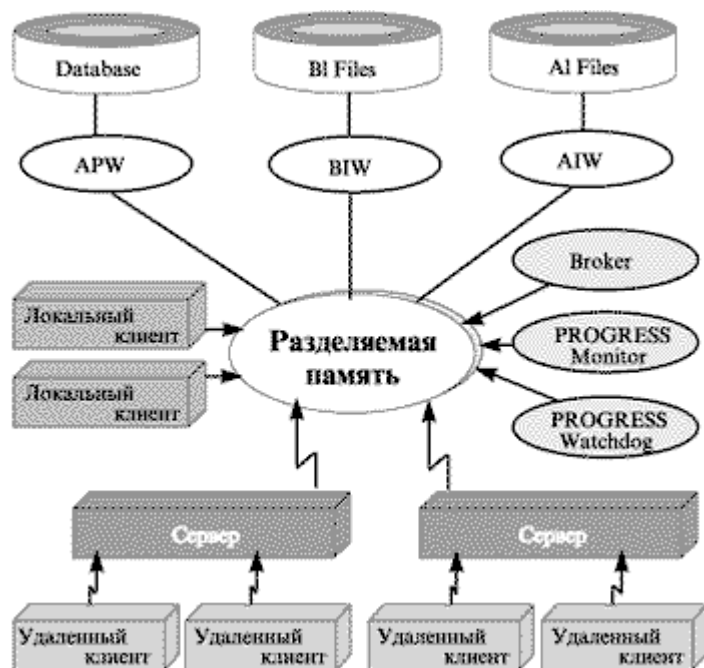 Database
BI Files
AI Files
APW
BIW
AIW
Broker
Локальный
клиент
Разделяемая
память
PROGRESS
Monitor
Локальный
клиент
PROGRESS
Watchdog
Сервер
Сервер
Удаленный
клиент
Удаленный
клиент
Удаленный
клиент
Удаленный
клиент